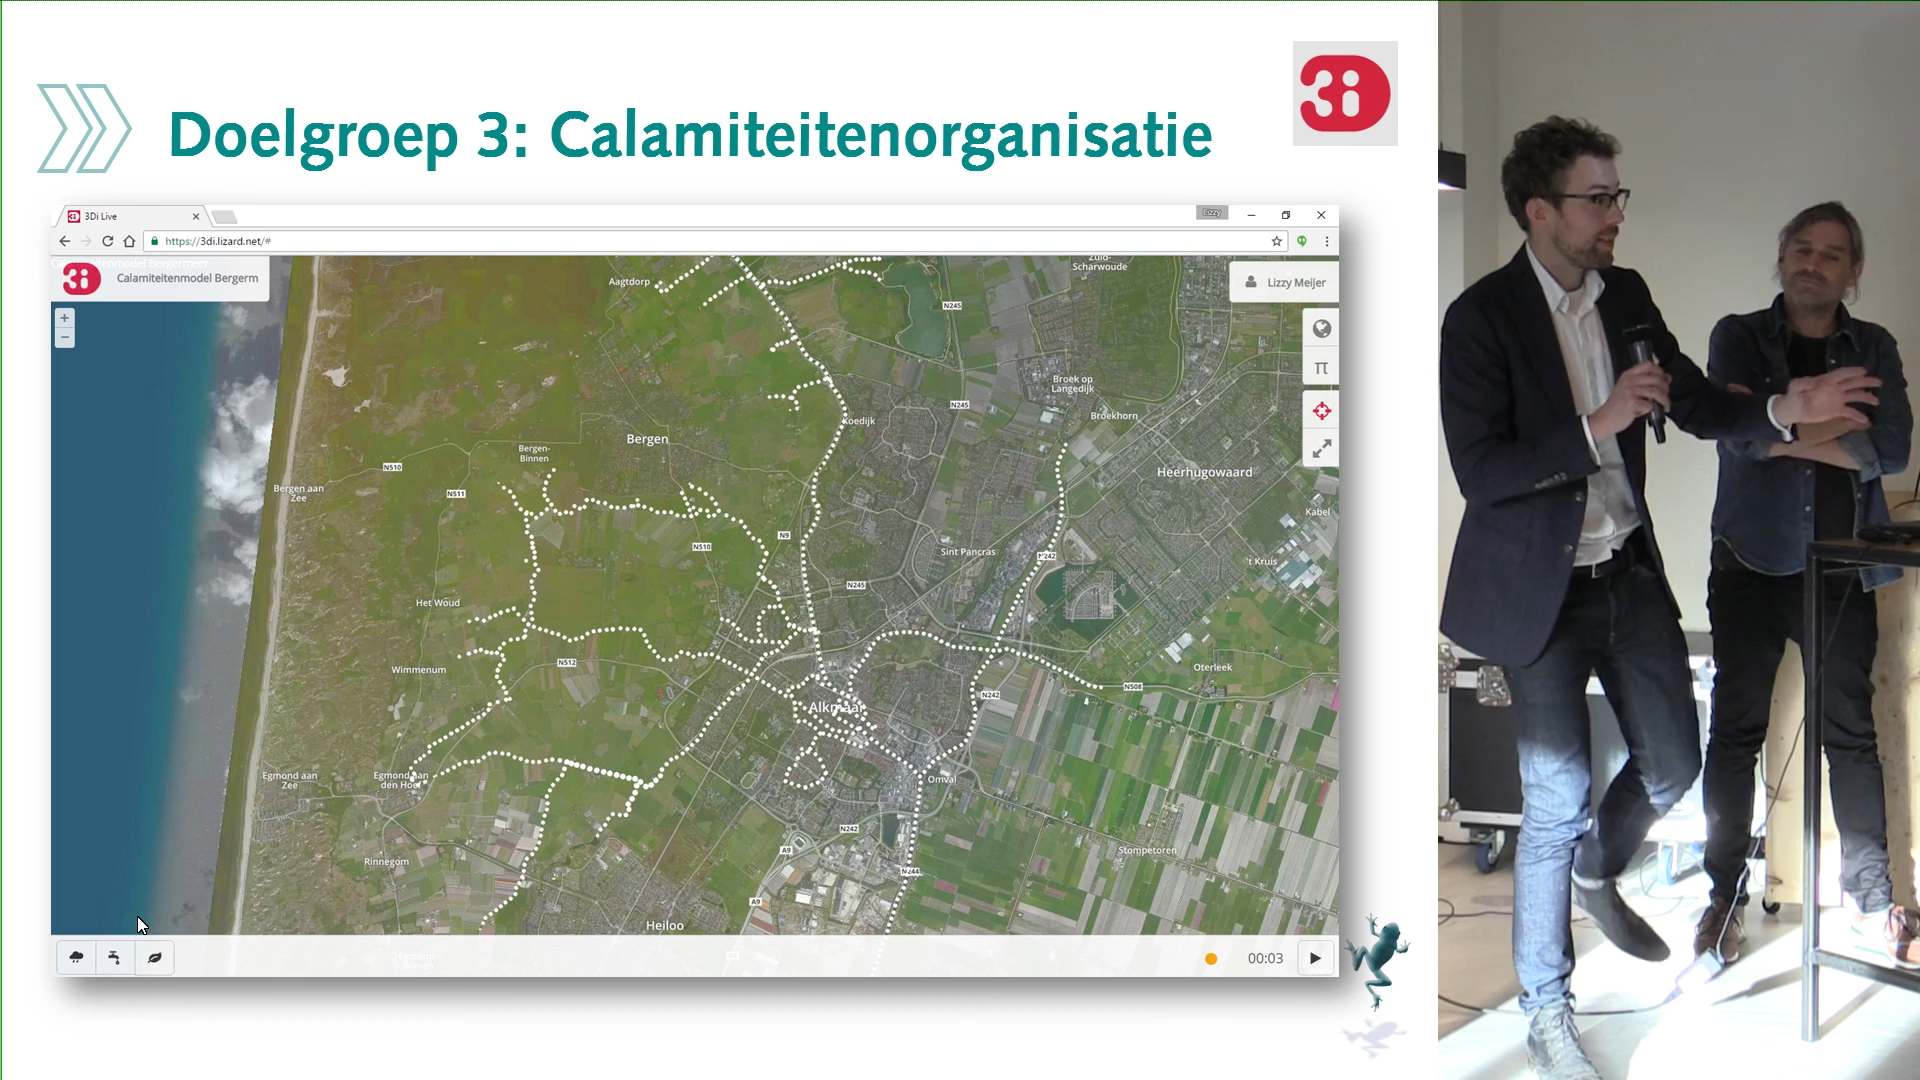 3i
Doelgroep 3: Calamiteitenorganisatie
3Di Live
Lizzy
https://3di.lizard.net/#
3i
Calamiteitenmodel Bergerm
Lizzy Meijer
Aagtdorp
Zuid-
Scharwoude
N245
Broek op
Langedijk
N245
Broekhorn
Koedijk
Bergen
Bergen-
Binnen
N510
Heerhugowaard
Bergen aan
Zee
N511
Kabel
N9
N510
Sint Pancras
N242
't Kruis
N245
Het Woud
N512
Wimmenum
Oterleek
N508
N242
Alkmaar
Egmond aan
Zee
Egmond aan
den Hoef
Omval
N242
A9
Stompetoren
Rinnegom
N244
A9
Heiloo
00:03